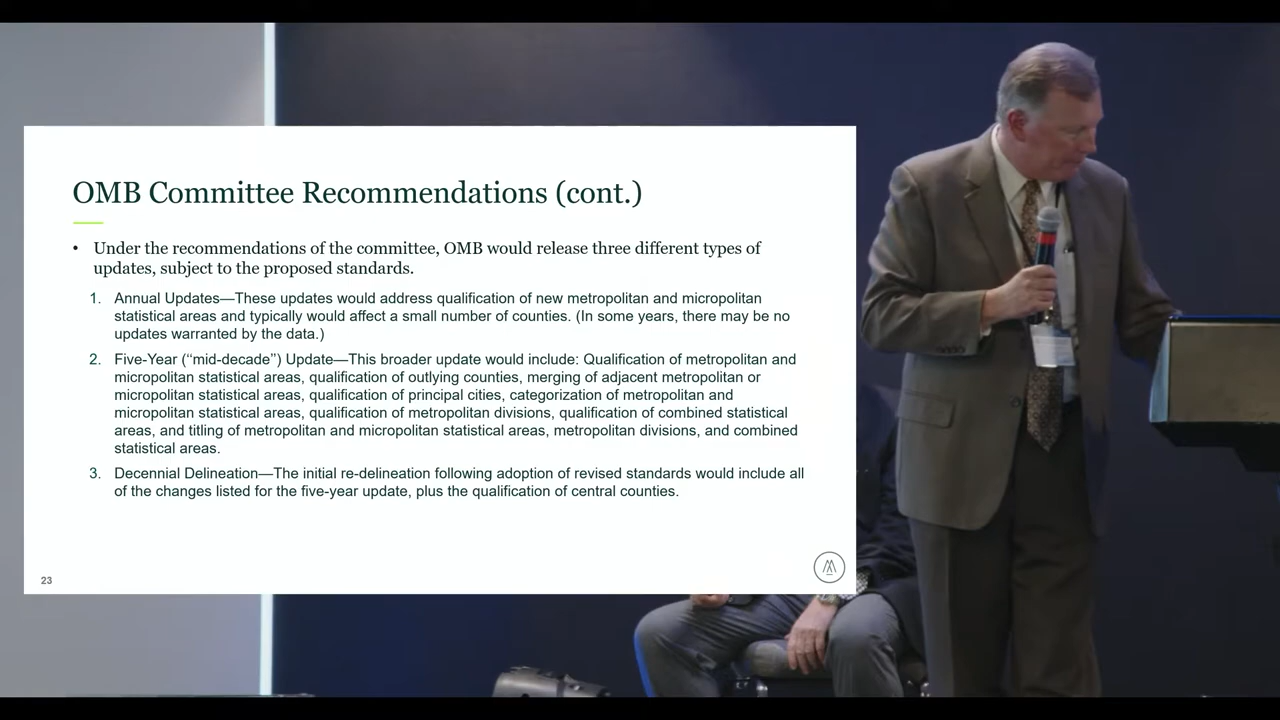 OMB Committee Recommendations (cont.)
• Under the recommendations of the committee, OMB would release three different types of
updates, subject to the proposed standards.
1. Annual Updates—These updates would address qualification of new metropolitan and micropolitan
statistical areas and typically would affect a small number of counties. (In some years, there may be no
updates warranted by the data.)
2. Five-Year (“mid-decade”) Update—This broader update would include: Qualification of metropolitan and
micropolitan statistical areas, qualification of outlying counties, merging of adjacent metropolitan or
micropolitan statistical areas, qualification of principal cities, categorization of metropolitan and
micropolitan statistical areas, qualification of metropolitan divisions, qualification of combined statistical
areas, and titling of metropolitan and micropolitan statistical areas, metropolitan divisions, and combined
statistical areas.
3. Decennial Delineation—The initial re-delineation following adoption of revised standards would include all
of the changes listed for the five-year update, plus the qualification of central counties.
23